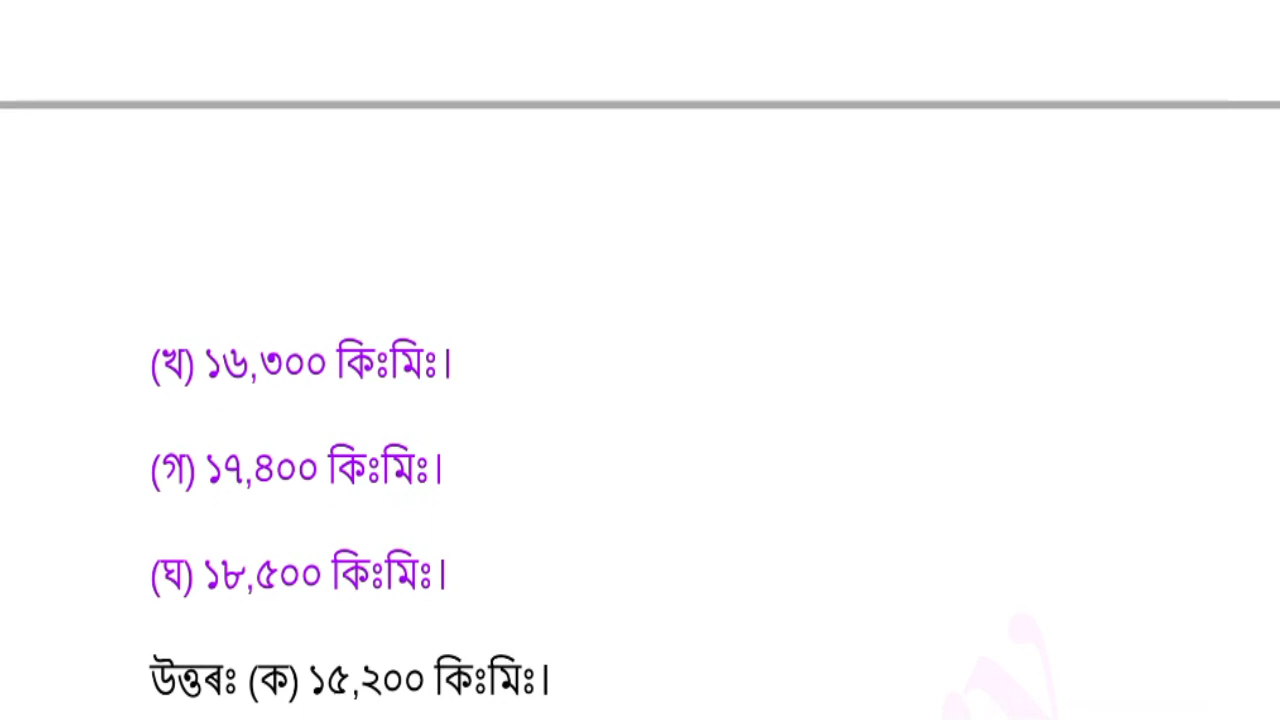 (খ) ১৬,৩০০ কিঃমিঃ।
(গ) ১৭,৪০০ কিঃমিঃ।
(ঘ) ১৮,৫০০ কিঃমিঃ।
উত্তৰঃ (ক) ১৫,২০০ কিঃমিঃ।